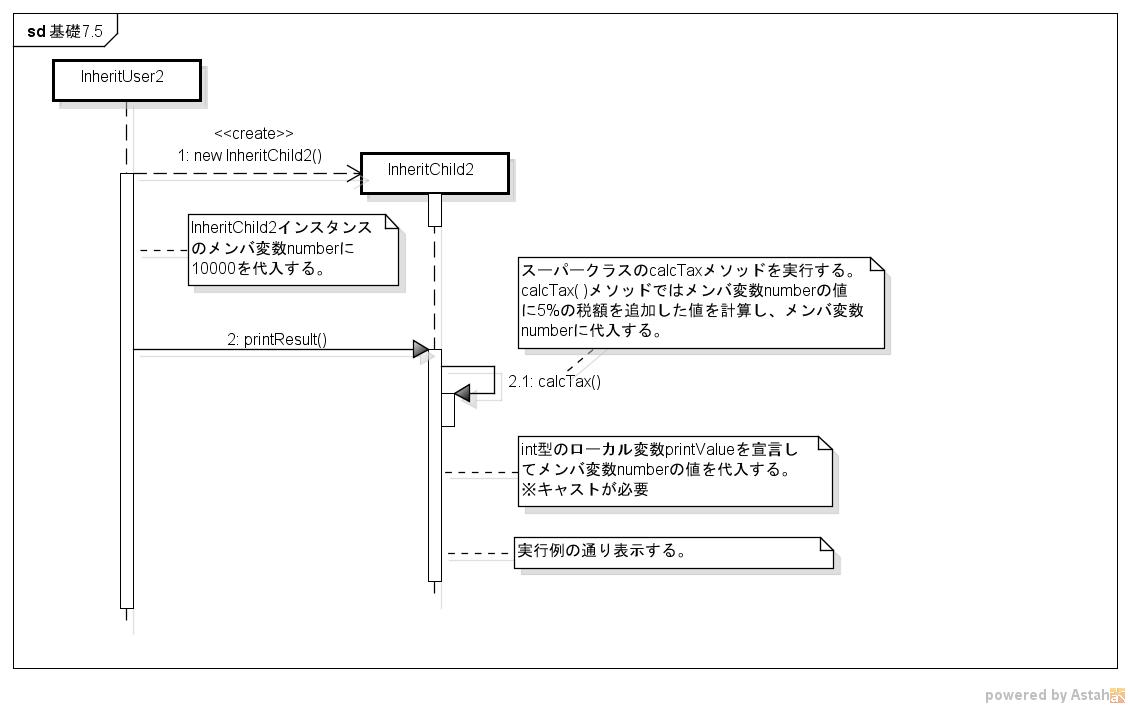 sd 基礎7.5
InheritUser2
<<create>>
1: new InheritChild2()
InheritChild2
InheritChild2インスタンス
のメンバ変数numberに
10000を代入する。
スーパークラスのcalcTaxメソッドを実行する。
calcTax( )メソッドではメンバ変数numberの値
に5%の税額を追加した値を計算し、メンバ変数
numberに代入する。
2: printResult()
2.1: calcTax()
int型のローカル変数printValueを宣言し
てメンバ変数numberの値を代入する。
※キャストが必要
実行例の通り表示する。
powered by Astah